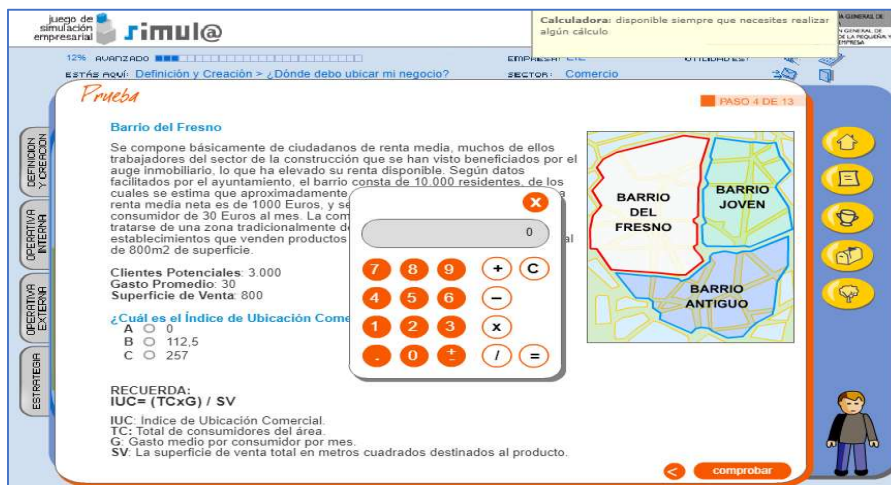 juego de
simulación
empresarial
simul@
Calculadora: disponible siempre que necesites realizar
algún cálculo
12% AVANZADO
ESTÁS AQUÍ: Definición y Creación > ¿Dónde debo ubicar mi negocio?
SECTOR: Comercio
Prueba
PASO 4 DE 13
Barrio del Fresno
Se compone básicamente de ciudadanos de renta media, muchos de ellos
trabajadores del sector de la construcción que se han visto beneficiados por el
auge inmobiliario, lo que ha elevado su renta disponible. Según datos
facilitados por el ayuntamiento, el barrio consta de 10.000 residentes, de los
cuales se estima que aproximadamente
renta media neta es de 1000 Euros, y se
consumidor de 30 Euros al mes. La com
tratarse de una zona tradicionalmente de
establecimientos que venden productos al
de 800m2 de superficie.
Clientes Potenciales: 3.000
Gasto Promedio: 30
Superficie de Venta: 800
¿Cuál es el Índice de Ubicación Come
A 0
B 112,5
C 257
RECUERDA:
IUC= (TCxG) / SV
IUC: Índice de Ubicación Comercial.
TC: Total de consumidores del área.
G: Gasto medio por consumidor por mes.
SV: La superficie de venta total en metros cuadrados destinados al producto.
x
0
7 8 9 + C
4 5 6 −
1 2 3 x
. 0 ± / =
BARRIO
DEL
FRESNO
BARRIO
JOVEN
BARRIO
ANTIGUO
DEFINICION
Y CREACION
OPERATIVA
INTERNA
OPERATIVA
EXTERNA
ESTRATEGIA
< comprobar